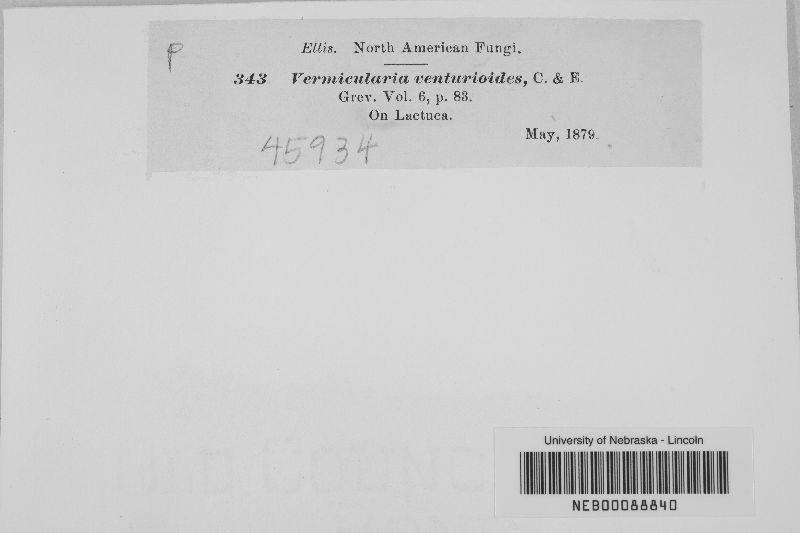 P
Ellis. North American Fungi.
343 Vermicularia venturioides, C. & E.
Grev. Vol. 6, p. 83.
On Lactuca.
May, 1879.
45934
University of Nebraska - Lincoln
NEB00088840